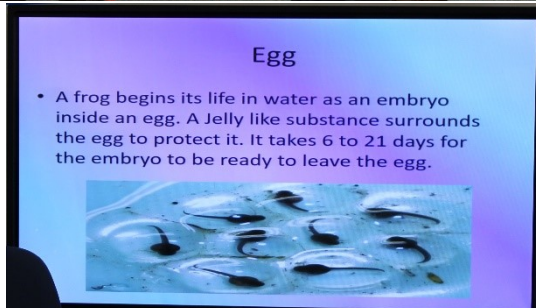 Egg
• A frog begins its life in water as an embryo
inside an egg. A Jelly like substance surrounds
the egg to protect it. It takes 6 to 21 days for
the embryo to be ready to leave the egg.